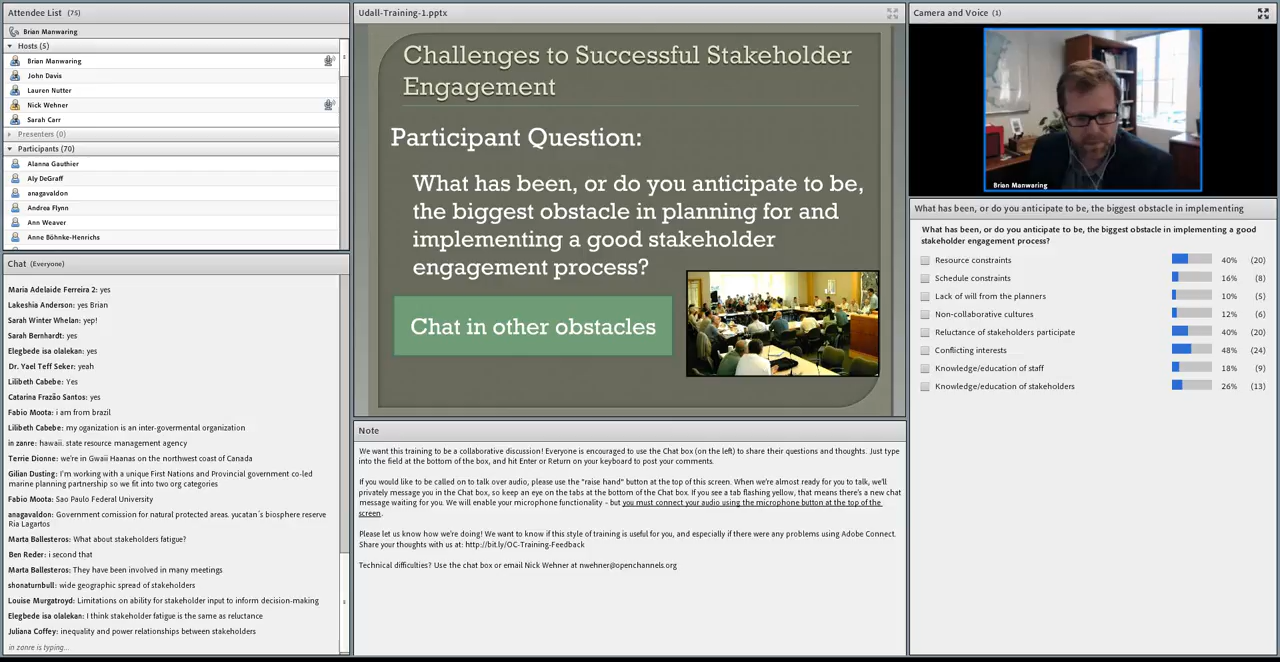 Attendee List (75)
Brian Manwaring
Hosts (5)
Brian Manwaring
John Davis
Lauren Nutter
Nick Wehner
Sarah Carr
Presenters (0)
Participants (70)
Alanna Gauthier
Aly DeGraff
anagavaldon
Andrea Flynn
Ann Weaver
Anne Böhnke-Henrichs
Chat (Everyone)
Maria Adelaide Ferreira 2: yes
Lakeshia Anderson: yes Brian
Sarah Winter Whelan: yep!
Sarah Bernhardt: yes
Elegbede isa olalekan: yes
Dr. Yael Teff Seker: yeah
Lilibeth Cabebe: Yes
Catarina Frazão Santos: yes
Fabio Moota: i am from brazil
Lilibeth Cabebe: my oganization is an inter-govermental organization
in zanre: hawaii. state resource management agency
Terrie Dionne: we're in Gwaii Haanas on the northwest coast of Canada
Gilian Dusting: I'm working with a unique First Nations and Provincial government co-led
marine planning partnership so we fit into two org categories
Fabio Moota: Sao Paulo Federal University
anagavaldon: Government comission for natural protected areas. yucatan´s biosphere reserve
Ria Lagartos
Marta Ballesteros: What about stakeholders fatigue?
Ben Reder: i second that
Marta Ballesteros: They have been involved in many meetings
shonaturnbull: wide geographic spread of stakeholders
Louise Murgatroyd: Limitations on ability for stakeholder input to inform decision-making
Elegbede isa olalekan: I think stakeholder fatigue is the same as reluctance
Juliana Coffey: inequality and power relationships between stakeholders
in zanre is typing...
Udall-Training-1.pptx
Challenges to Successful Stakeholder
Engagement
Participant Question:
What has been, or do you anticipate to be,
the biggest obstacle in planning for and
implementing a good stakeholder
engagement process?
Chat in other obstacles
Note
We want this training to be a collaborative discussion! Everyone is encouraged to use the Chat box (on the left) to share their questions and thoughts. Just type
into the field at the bottom of the box, and hit Enter or Return on your keyboard to post your comments.
If you would like to be called on to talk over audio, please use the "raise hand" button at the top of this screen. When we're almost ready for you to talk, we'll
privately message you in the Chat box, so keep an eye on the tabs at the bottom of the Chat box. If you see a tab flashing yellow, that means there's a new chat
message waiting for you. We will enable your microphone functionality - but you must connect your audio using the microphone button at the top of the
screen.
Please let us know how we're doing! We want to know if this style of training is useful for you, and especially if there were any problems using Adobe Connect.
Share your thoughts with us at: http://bit.ly/OC-Training-Feedback
Technical difficulties? Use the chat box or email Nick Wehner at nwehner@openchannels.org
Camera and Voice (1)
Brian Manwaring
What has been, or do you anticipate to be, the biggest obstacle in implementing
What has been, or do you anticipate to be, the biggest obstacle in implementing a good
stakeholder engagement process?
Resource constraints 40% (20)
Schedule constraints 16% (8)
Lack of will from the planners 10% (5)
Non-collaborative cultures 12% (6)
Reluctance of stakeholders participate 40% (20)
Conflicting interests 48% (24)
Knowledge/education of staff 18% (9)
Knowledge/education of stakeholders 26% (13)